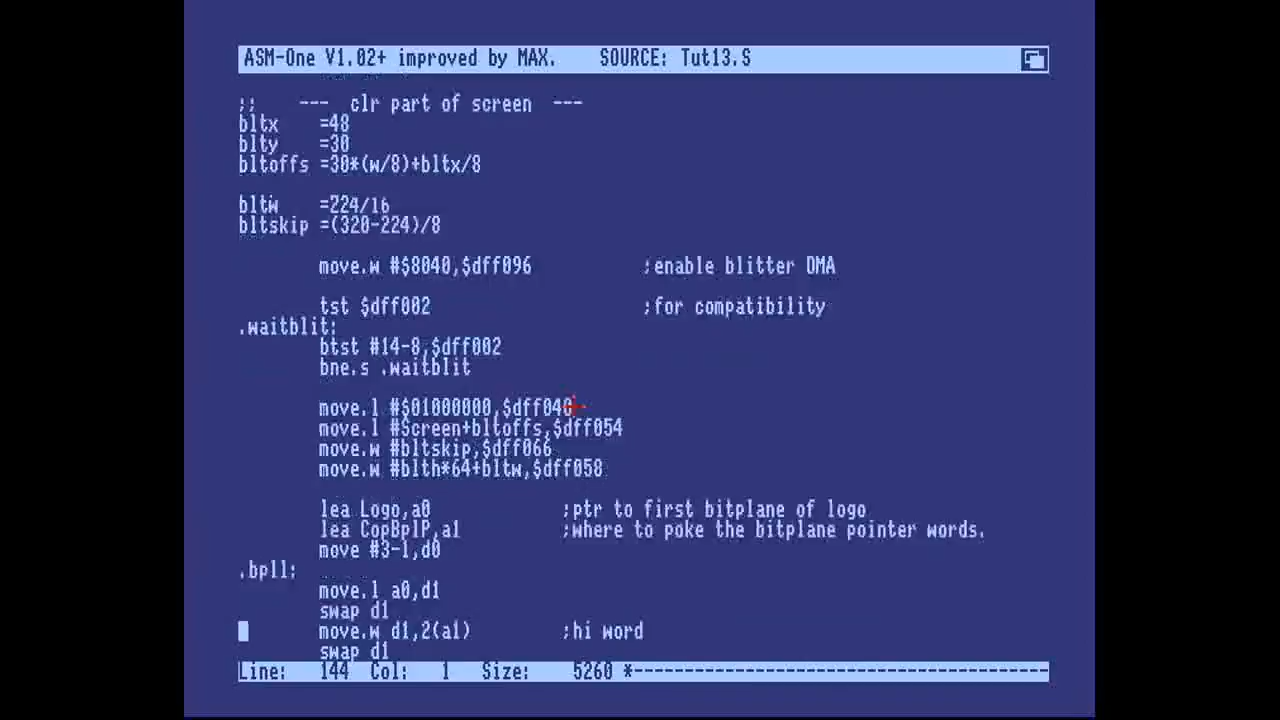 ASM-One V1.02+ improved by MAX. SOURCE: Tut13.S
;; --- clr part of screen ---
bltx =48
blty =30
bltoffs =30*(w/8)+bltx/8
bltw =224/16
bltskip =(320-224)/8
move.w #$8040,$dff096 ;enable blitter DMA
tst $dff002 ;for compatibility
.waitblit:
btst #14-8,$dff002
bne.s .waitblit
move.l #$01000000,$dff040
move.l #Screen+bltoffs,$dff054
move.w #bltskip,$dff066
move.w #blth*64+bltw,$dff058
lea Logo,a0 ;ptr to first bitplane of logo
lea CopBplP,a1 ;where to poke the bitplane pointer words.
move #3-1,d0
.bpll:
move.l a0,d1
swap d1
move.w d1,2(a1) ;hi word
swap d1
Line: 144 Col: 1 Size: 5260 *-----------------------------------------